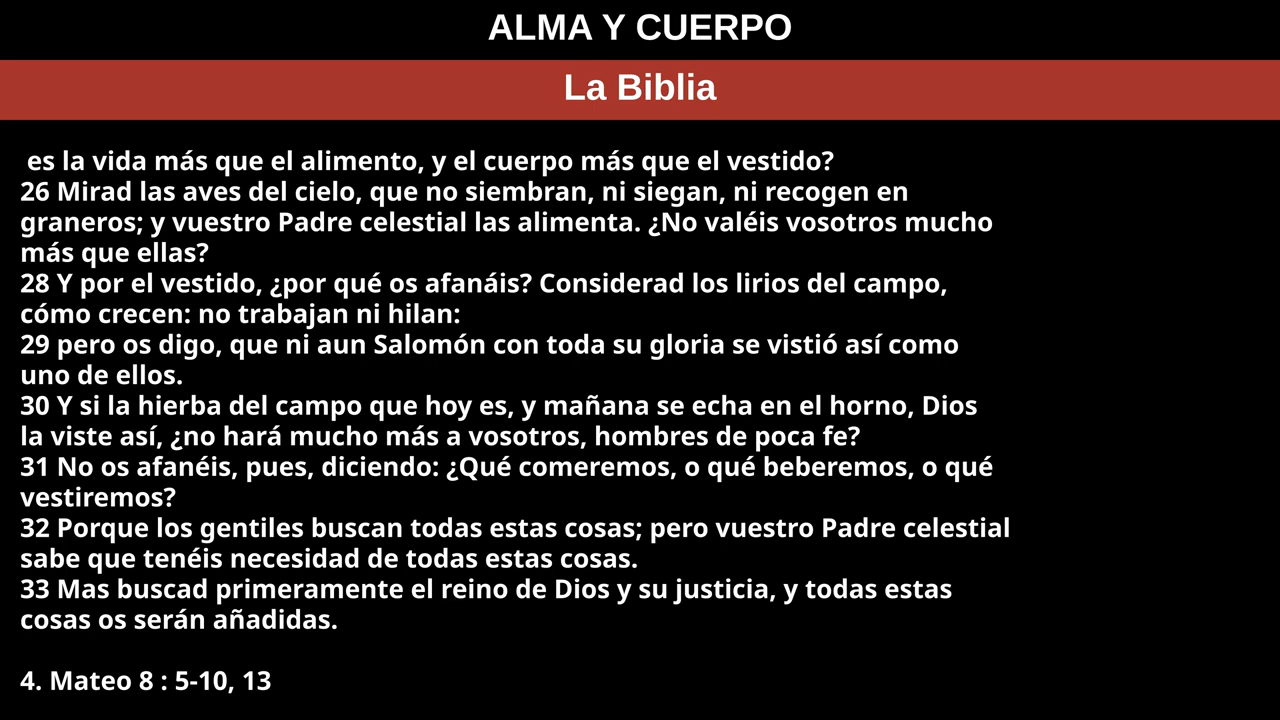 ALMA Y CUERPO
La Biblia
es la vida más que el alimento, y el cuerpo más que el vestido?
26 Mirad las aves del cielo, que no siembran, ni siegan, ni recogen en
graneros; y vuestro Padre celestial las alimenta. ¿No valéis vosotros mucho
más que ellas?
28 Y por el vestido, ¿por qué os afanáis? Considerad los lirios del campo,
cómo crecen: no trabajan ni hilan:
29 pero os digo, que ni aun Salomón con toda su gloria se vistió así como
uno de ellos.
30 Y si la hierba del campo que hoy es, y mañana se echa en el horno, Dios
la viste así, ¿no hará mucho más a vosotros, hombres de poca fe?
31 No os afanéis, pues, diciendo: ¿Qué comeremos, o qué beberemos, o qué
vestiremos?
32 Porque los gentiles buscan todas estas cosas; pero vuestro Padre celestial
sabe que tenéis necesidad de todas estas cosas.
33 Mas buscad primeramente el reino de Dios y su justicia, y todas estas
cosas os serán añadidas.
4. Mateo 8 : 5-10, 13